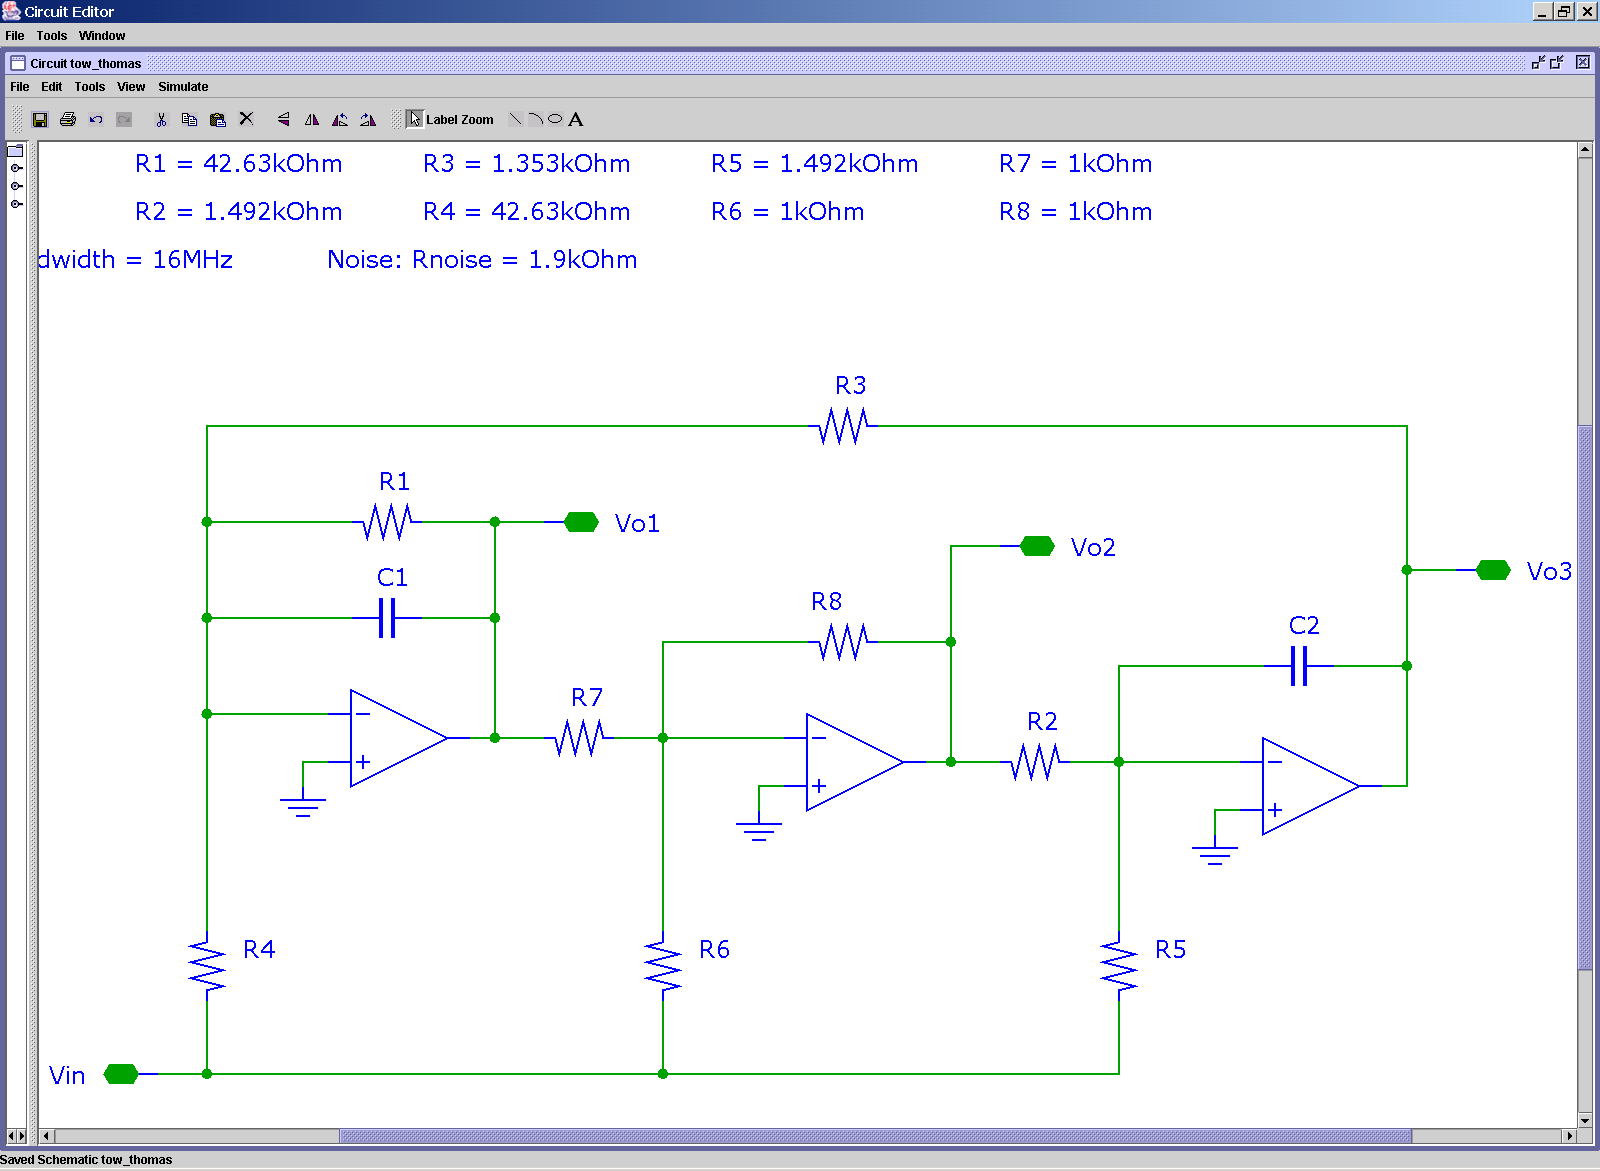 Circuit Editor
File Tools Window
Circuit tow_thomas
File Edit Tools View Simulate
Label Zoom A
R1 = 42.63kOhm R3 = 1.353kOhm R5 = 1.492kOhm R7 = 1kOhm
R2 = 1.492kOhm R4 = 42.63kOhm R6 = 1kOhm R8 = 1kOhm
dwidth = 16MHz Noise: Rnoise = 1.9kOhm
R3
R1
Vo1
Vo2
Vo3
C1
R8
C2
R7
R2
R4
R6
R5
Vin
Saved Schematic tow_thomas